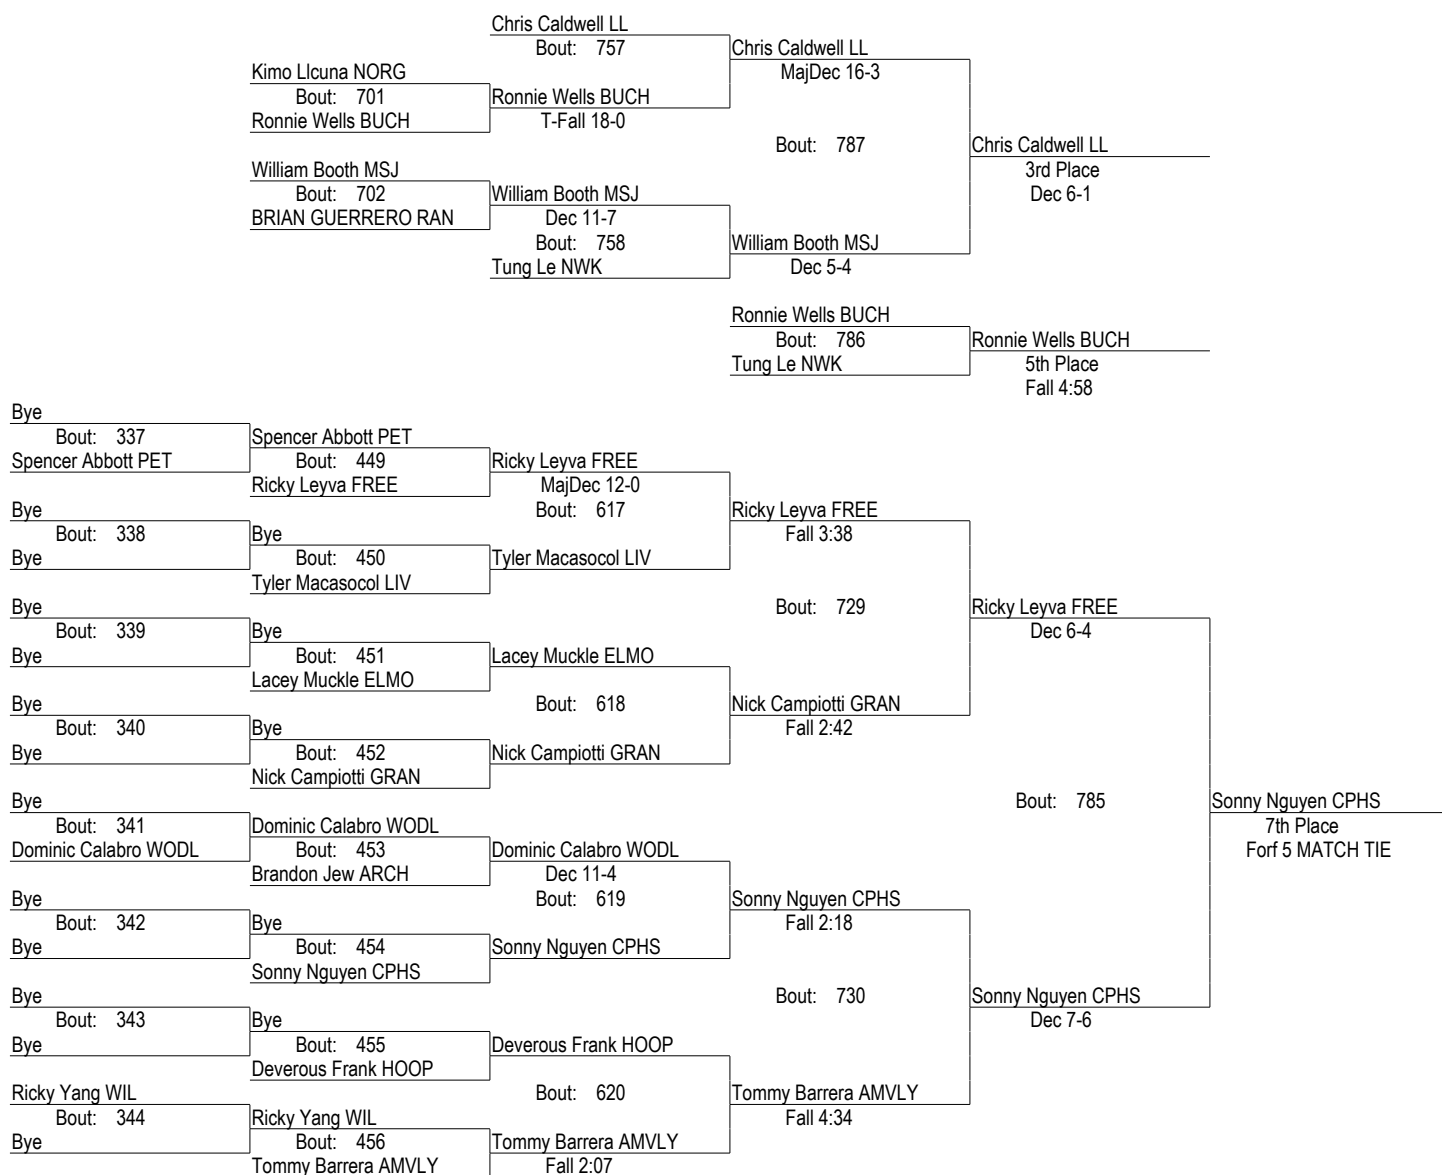 Chris Caldwell LL
Bout: 757
Chris Caldwell LL
Kimo LIcuna NORG
MajDec 16-3
Bout: 701
Ronnie Wells BUCH
Ronnie Wells BUCH
T-Fall 18-0
Bout: 787
Chris Caldwell LL
William Booth MSJ
3rd Place
Bout: 702
William Booth MSJ
Dec 6-1
BRIAN GUERRERO RAN
Dec 11-7
Bout: 758
William Booth MSJ
Tung Le NWK
Dec 5-4
Ronnie Wells BUCH
Bout: 786
Ronnie Wells BUCH
Tung Le NWK
5th Place
Fall 4:58
Bye
Bout: 337
Spencer Abbott PET
Spencer Abbott PET
Bout: 449
Ricky Leyva FREE
Ricky Leyva FREE
MajDec 12-0
Bye
Bout: 617
Ricky Leyva FREE
Bout: 338
Bye
Fall 3:38
Bye
Bout: 450
Tyler Macasocol LIV
Tyler Macasocol LIV
Bye
Bout: 729
Ricky Leyva FREE
Bout: 339
Bye
Dec 6-4
Bye
Bout: 451
Lacey Muckle ELMO
Lacey Muckle ELMO
Bye
Bout: 618
Nick Campiotti GRAN
Bout: 340
Bye
Fall 2:42
Bye
Bout: 452
Nick Campiotti GRAN
Nick Campiotti GRAN
Bye
Bout: 785
Sonny Nguyen CPHS
Bout: 341
Dominic Calabro WODL
7th Place
Dominic Calabro WODL
Bout: 453
Dominic Calabro WODL
Forf 5 MATCH TIE
Brandon Jew ARCH
Dec 11-4
Bye
Bout: 619
Sonny Nguyen CPHS
Bout: 342
Bye
Fall 2:18
Bye
Bout: 454
Sonny Nguyen CPHS
Sonny Nguyen CPHS
Bye
Bout: 730
Sonny Nguyen CPHS
Bout: 343
Bye
Dec 7-6
Bye
Bout: 455
Deverous Frank HOOP
Deverous Frank HOOP
Ricky Yang WIL
Bout: 620
Tommy Barrera AMVLY
Bout: 344
Ricky Yang WIL
Fall 4:34
Bye
Bout: 456
Tommy Barrera AMVLY
Tommy Barrera AMVLY
Fall 2:07